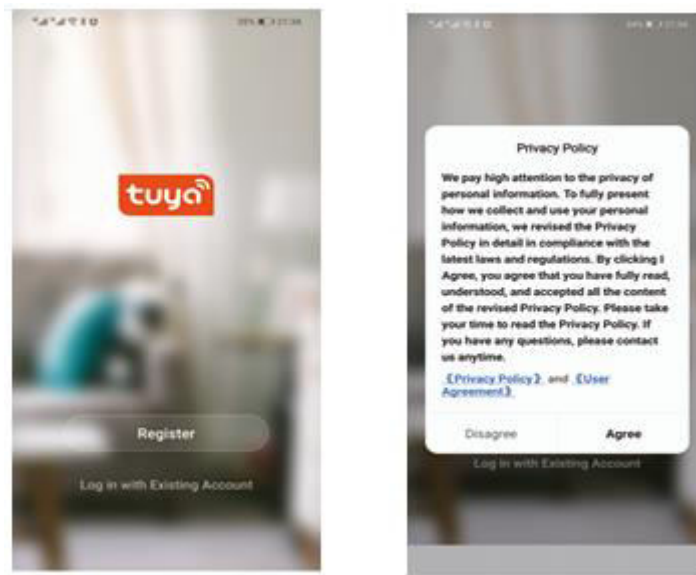 tuya
Register
Log in with Existing Account
Privacy Policy
We pay high attention to the privacy of
personal information. To fully present
how we collect and use your personal
information, we revised the Privacy
Policy in detail in compliance with the
latest laws and regulations. By clicking I
Agree, you agree that you have fully read,
understood, and accepted all the content
of the revised Privacy Policy. Please take
your time to read the Privacy Policy. If
you have any questions, please contact
us anytime.
《Privacy Policy》 and 《User
Agreement》
Disagree
Agree
Log in with Existing Account